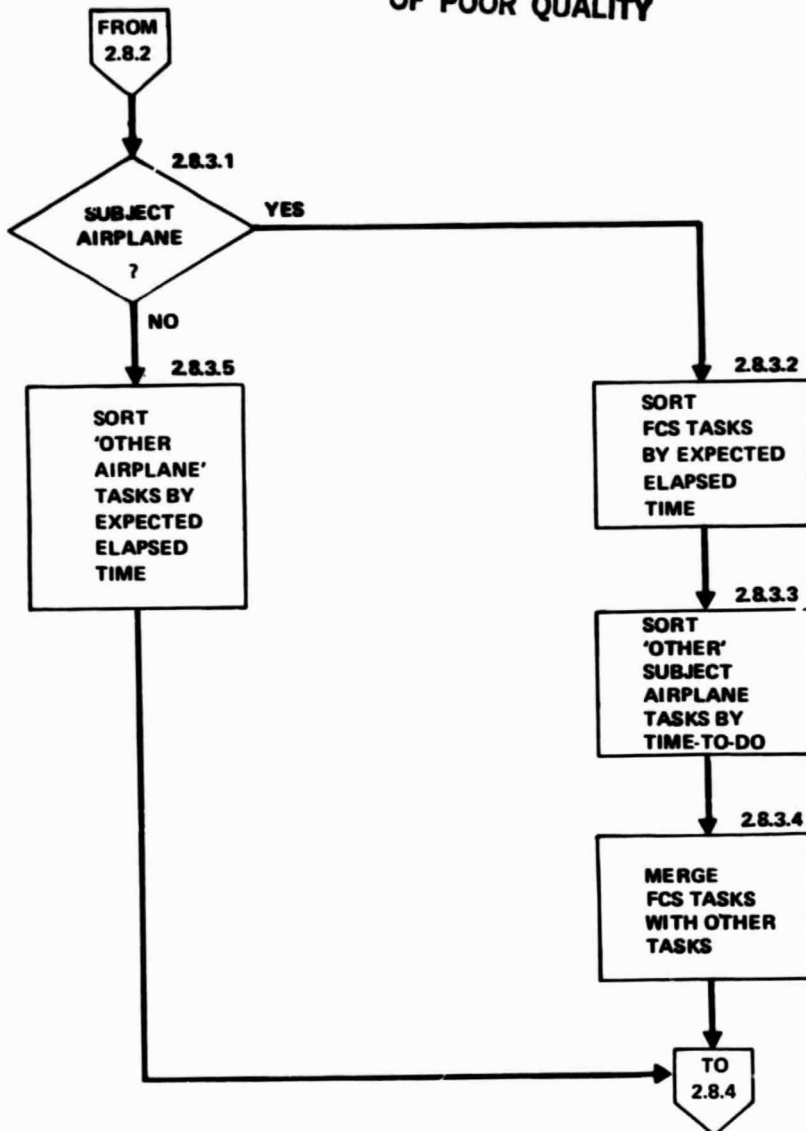 OF POOR QUALITY
FROM
2.8.2
2.8.3.1
SUBJECT
AIRPLANE
?
YES
NO
2.8.3.5
SORT
'OTHER
AIRPLANE'
TASKS BY
EXPECTED
ELAPSED
TIME
2.8.3.2
SORT
FCS TASKS
BY EXPECTED
ELAPSED
TIME
2.8.3.3
SORT
'OTHER'
SUBJECT
AIRPLANE
TASKS BY
TIME-TO-DO
2.8.3.4
MERGE
FCS TASKS
WITH OTHER
TASKS
TO
2.8.4